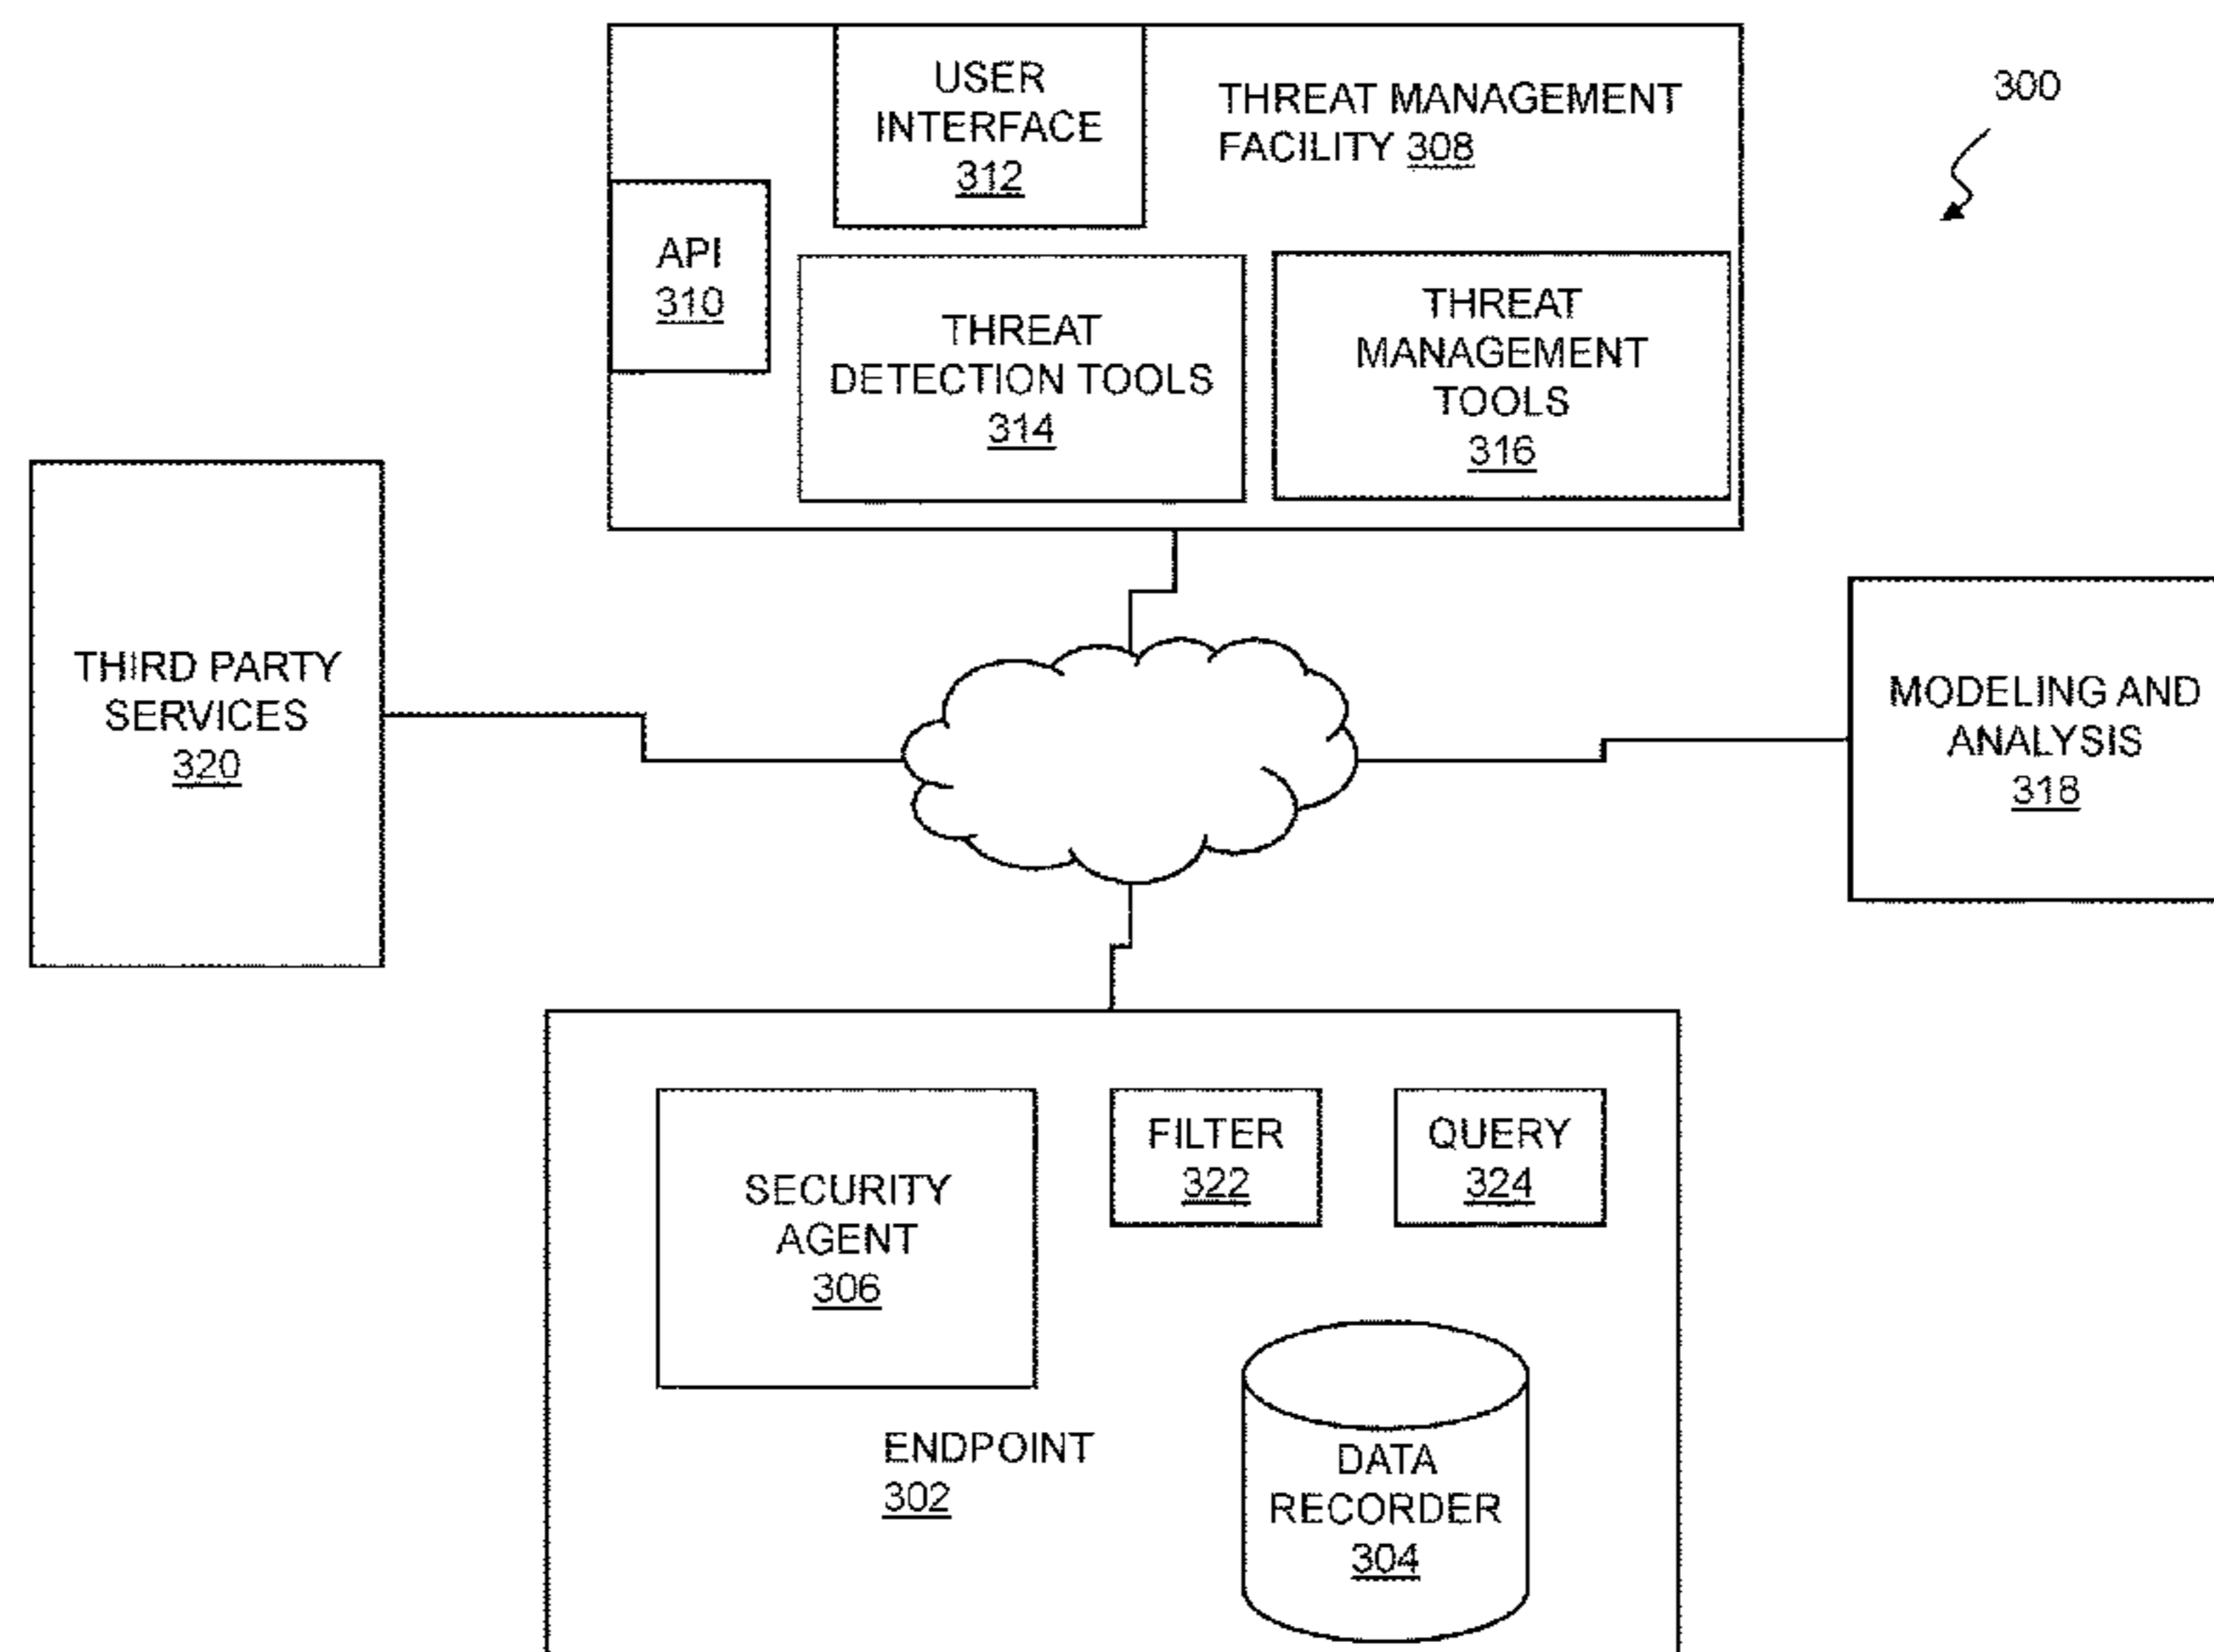 USER
INTERFACE
312
THREAT MANAGEMENT
FACILITY 308
300
API
310
THREAT
DETECTION TOOLS
314
THREAT
MANAGEMENT
TOOLS
316
THIRD PARTY
SERVICES
320
MODELING AND
ANALYSIS
318
SECURITY
AGENT
306
FILTER
322
QUERY
324
ENDPOINT
302
DATA
RECORDER
304